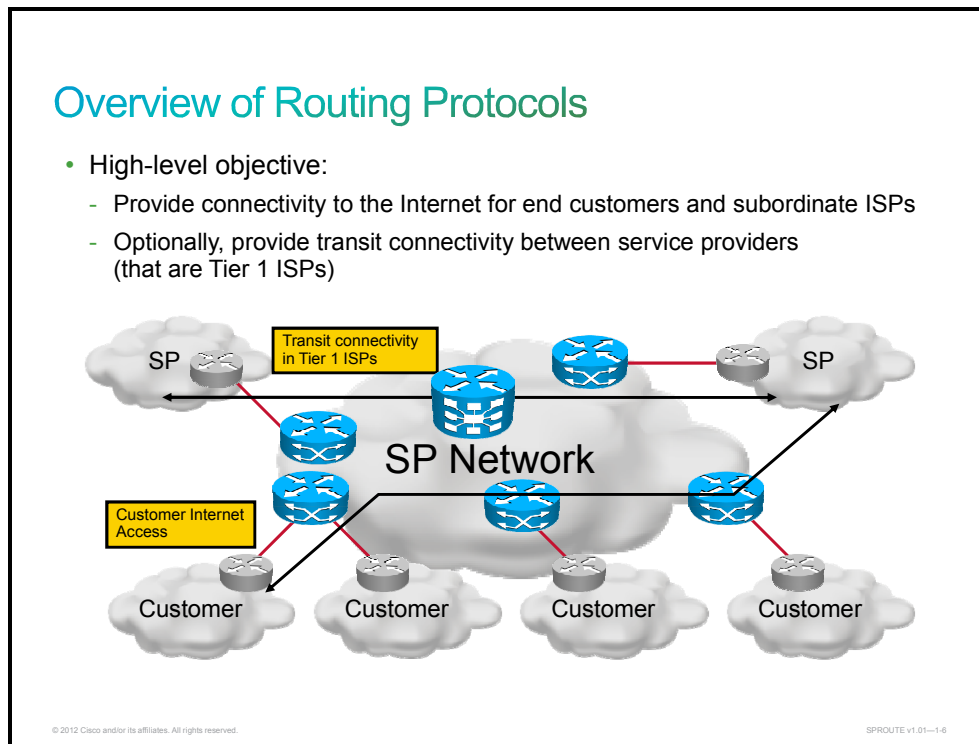 Overview of Routing Protocols
• High-level objective:
- Provide connectivity to the Internet for end customers and subordinate ISPs
- Optionally, provide transit connectivity between service providers
(that are Tier 1 ISPs)
Transit connectivity
in Tier 1 ISPs
SP
SP
SP Network
Customer Internet
Access
Customer
Customer
Customer
Customer
© 2012 Cisco and/or its affiliates. All rights reserved.
SPROUTE v1.01—1-6